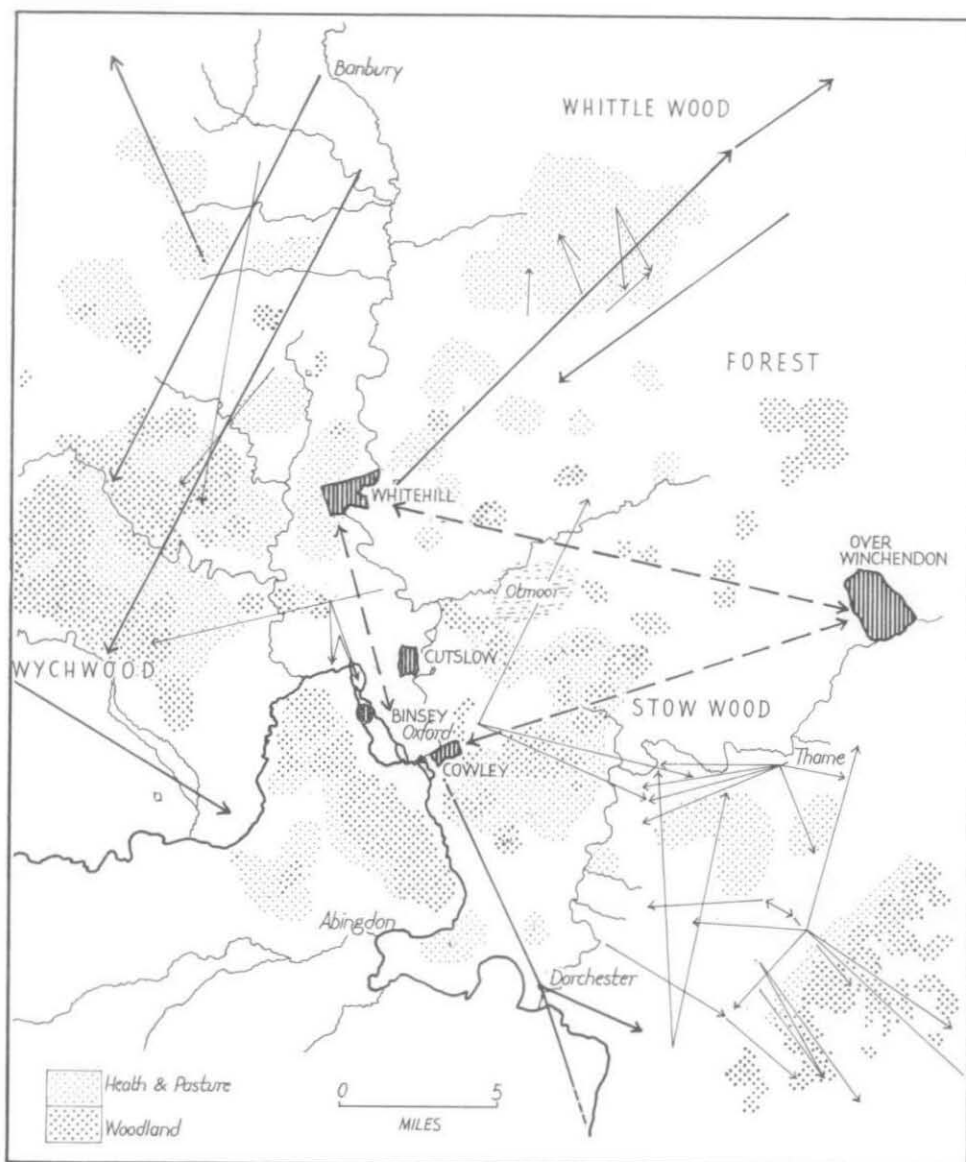 Banbury
WHITTLE WOOD
FOREST
WHITEHILL
OVER
WINCHENDON
Otmoor
CUTSLOW
WYCHWOOD
STOW WOOD
BINSEY
Oxford
COWLEY
Thame
Abingdon
Dorchester
Heath & Pasture
Woodland
0 5
MILES